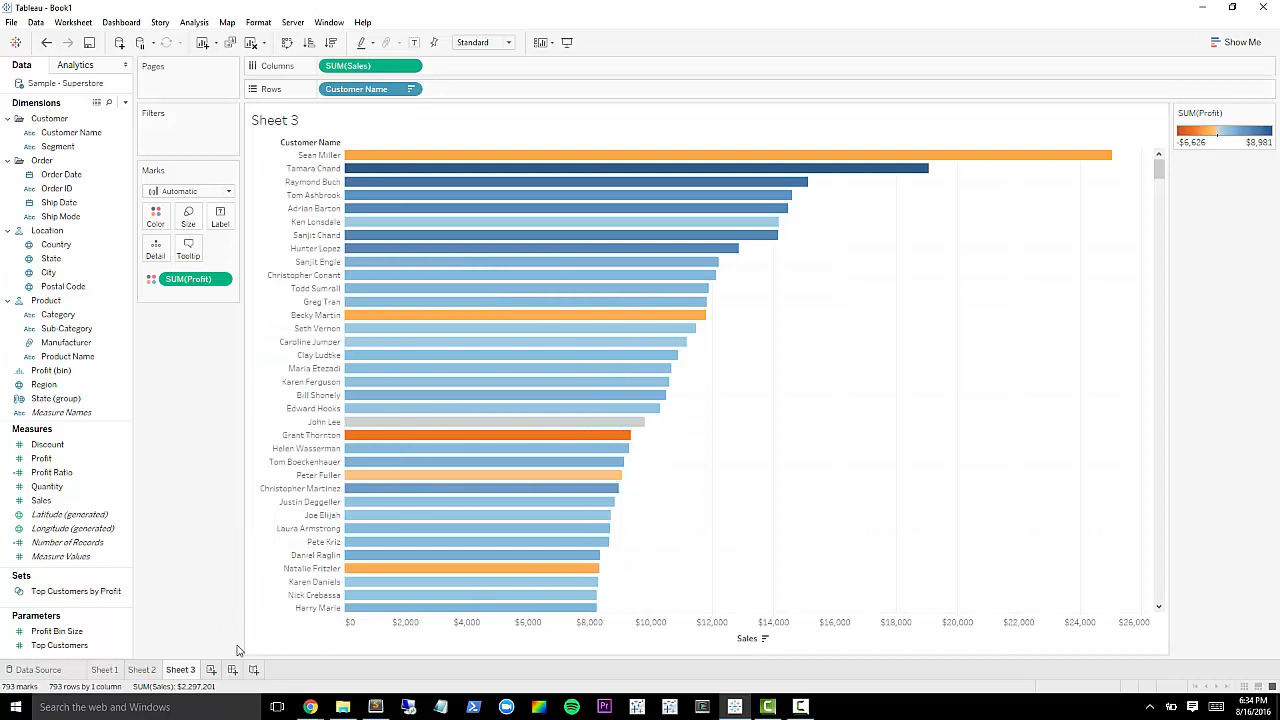 Tableau - Book1
File Data Worksheet Dashboard Story Analysis Map Format Server Window Help
Standard
Show Me
Data Analytics
Sample - Superstore
Dimensions
Customer
Abc Customer Name
Abc Segment
Order
Order Date
Abc Order ID
Ship Date
Abc Ship Mode
Location
Country
State
City
Postal Code
Product
Abc Category
Abc Sub-Category
Manufacturer
Abc Product Name
Profit (bin)
Region
State (group)
Abc Measure Names
Measures
Discount
Profit
Profit Ratio
Quantity
Sales
Latitude (generated)
Longitude (generated)
Number of Records
Measure Values
Sets
Top Customers by Profit
Parameters
Profit Bin Size
Top Customers
Pages
Filters
Marks
Automatic
Color Size Label
Detail Tooltip
SUM(Profit)
Columns SUM(Sales)
Rows Customer Name
Sheet 3
Customer Name
Sean Miller
Tamara Chand
Raymond Buch
Tom Ashbrook
Adrian Barton
Ken Lonsdale
Sanjit Chand
Hunter Lopez
Sanjit Engle
Christopher Conant
Todd Sumrall
Greg Tran
Becky Martin
Seth Vernon
Caroline Jumper
Clay Ludtke
Maria Etezadi
Karen Ferguson
Bill Shonely
Edward Hooks
John Lee
Grant Thornton
Helen Wasserman
Tom Boeckenhauer
Peter Fuller
Christopher Martinez
Justin Deggeller
Joe Elijah
Laura Armstrong
Pete Kriz
Daniel Raglin
Natalie Fritzler
Karen Daniels
Nick Crebassa
Harry Marie
$0 $2,000 $4,000 $6,000 $8,000 $10,000 $12,000 $14,000 $16,000 $18,000 $20,000 $22,000 $24,000 $26,000
Sales
SUM(Profit)
-$6,626 $8,981
Data Source Sheet 1 Sheet 2 Sheet 3
793 marks 793 rows by 1 column SUM(Sales): $2,297,201
Search the web and Windows
Pr
6:34 PM
8/16/2016